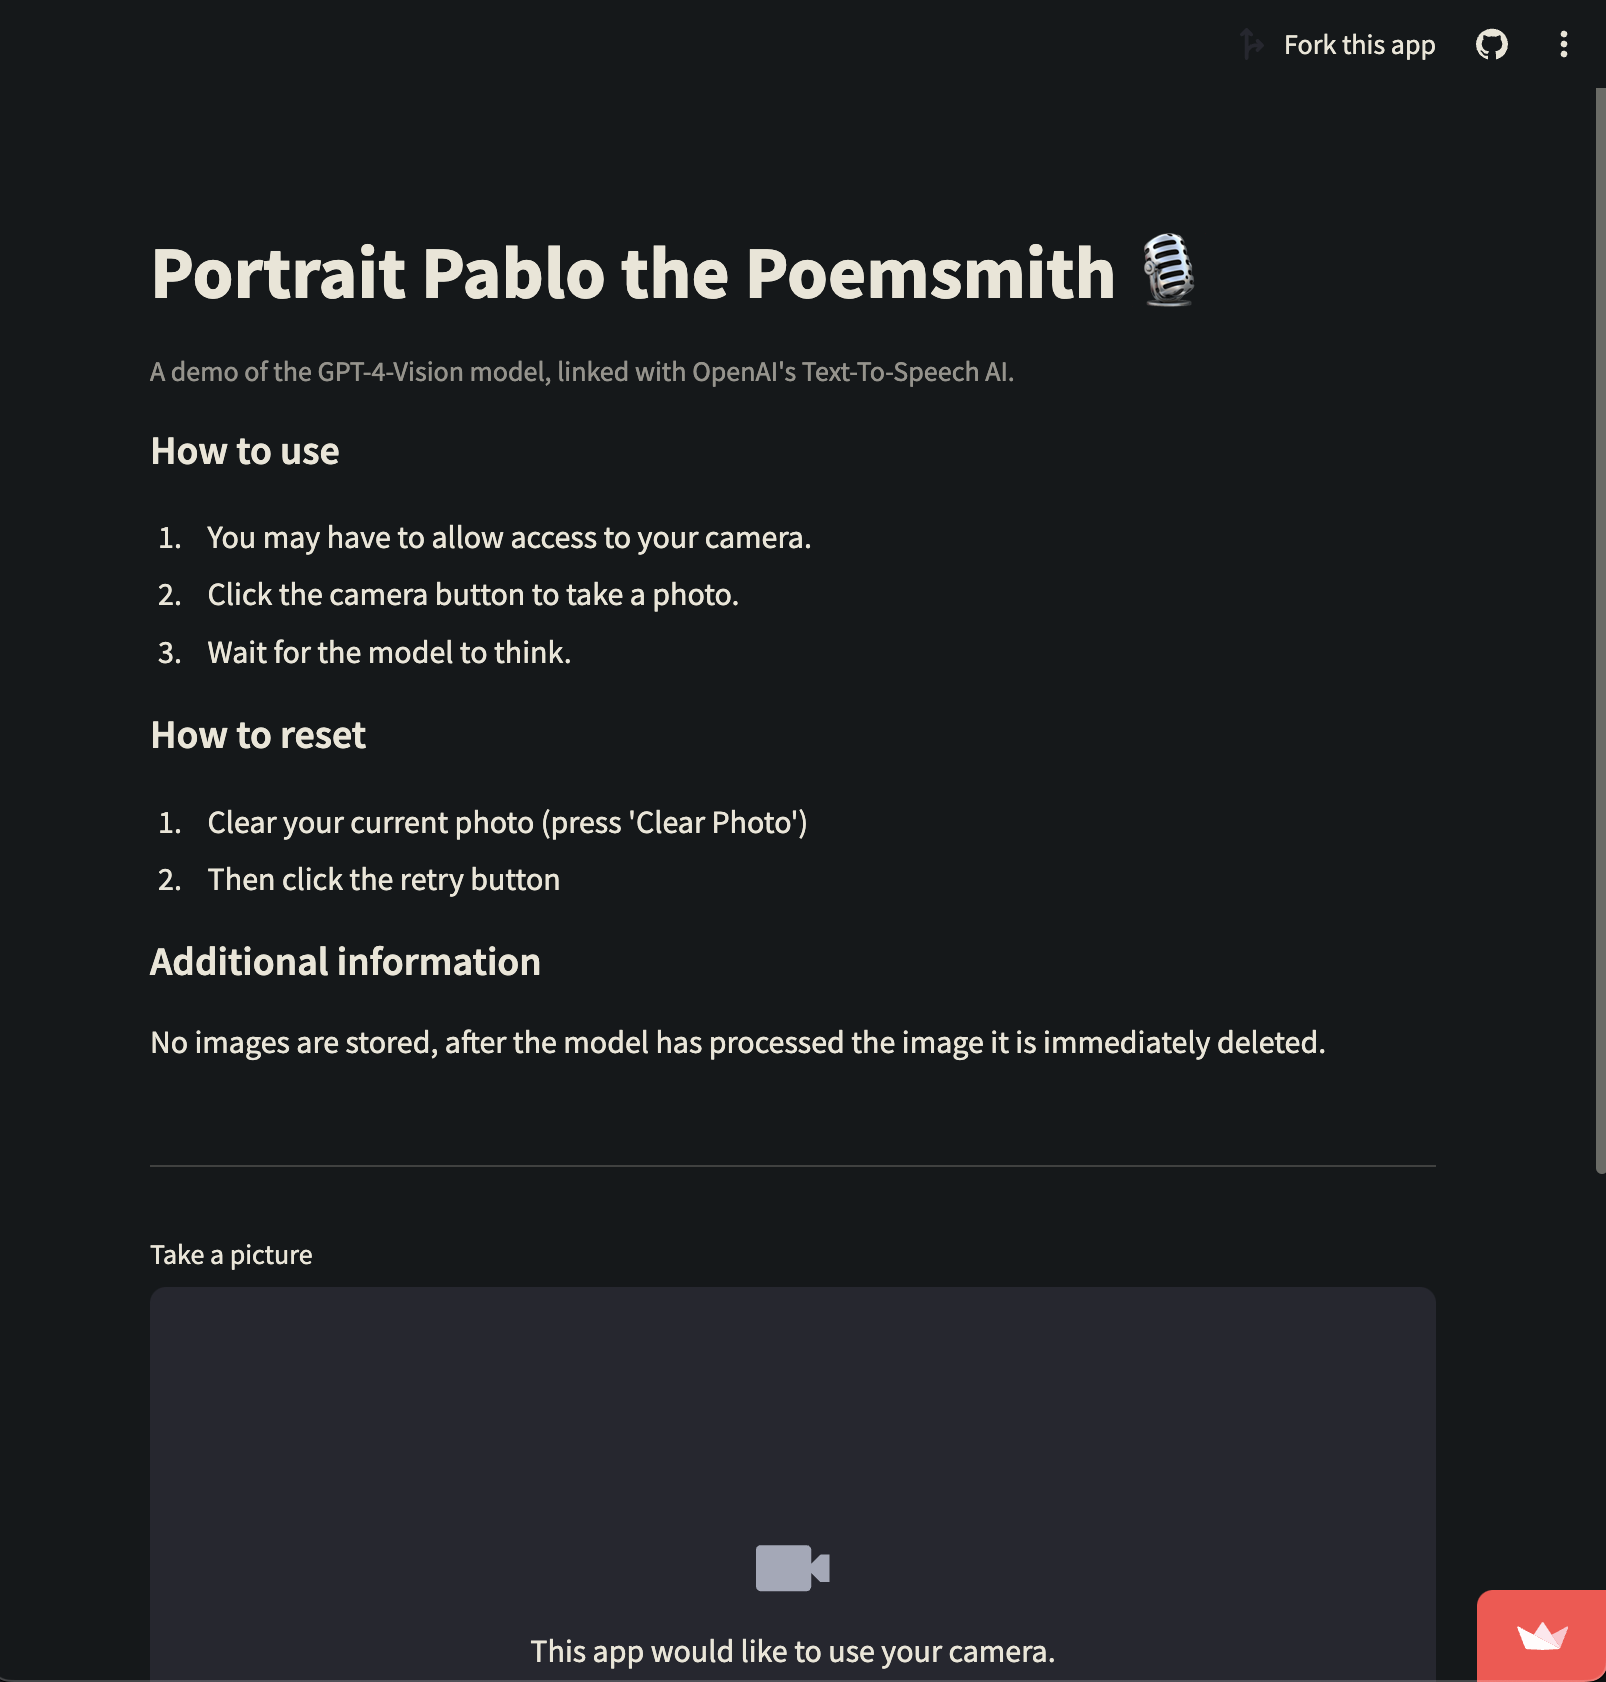 Fork this app
Portrait Pablo the Poemsmith
A demo of the GPT-4-Vision model, linked with OpenAI's Text-To-Speech AI.
How to use
1. You may have to allow access to your camera.
2. Click the camera button to take a photo.
3. Wait for the model to think.
How to reset
1. Clear your current photo (press 'Clear Photo')
2. Then click the retry button
Additional information
No images are stored, after the model has processed the image it is immediately deleted.
Take a picture
This app would like to use your camera.